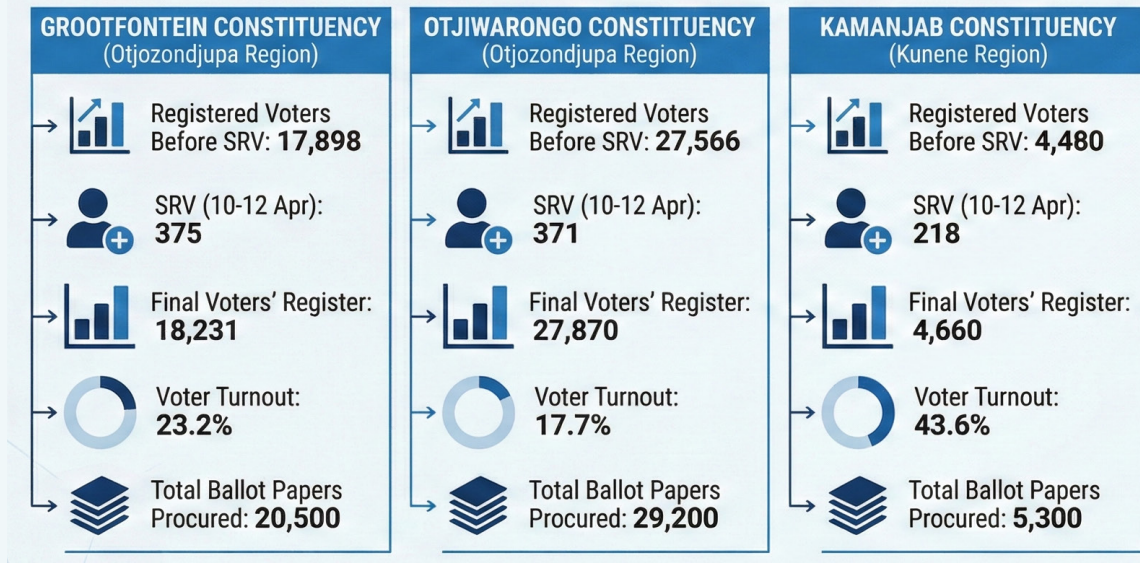 GROOTFONTEIN CONSTITUENCY
(Otjozondjupa Region)
Registered Voters
Before SRV: 17,898
SRV (10-12 Apr):
375
Final Voters' Register:
18,231
Voter Turnout:
23.2%
Total Ballot Papers
Procured: 20,500
OTJIWARONGO CONSTITUENCY
(Otjozondjupa Region)
Registered Voters
Before SRV: 27,566
SRV (10-12 Apr):
371
Final Voters' Register:
27,870
Voter Turnout:
17.7%
Total Ballot Papers
Procured: 29,200
KAMANJAB CONSTITUENCY
(Kunene Region)
Registered Voters
Before SRV: 4,480
SRV (10-12 Apr):
218
Final Voters' Register:
4,660
Voter Turnout:
43.6%
Total Ballot Papers
Procured: 5,300